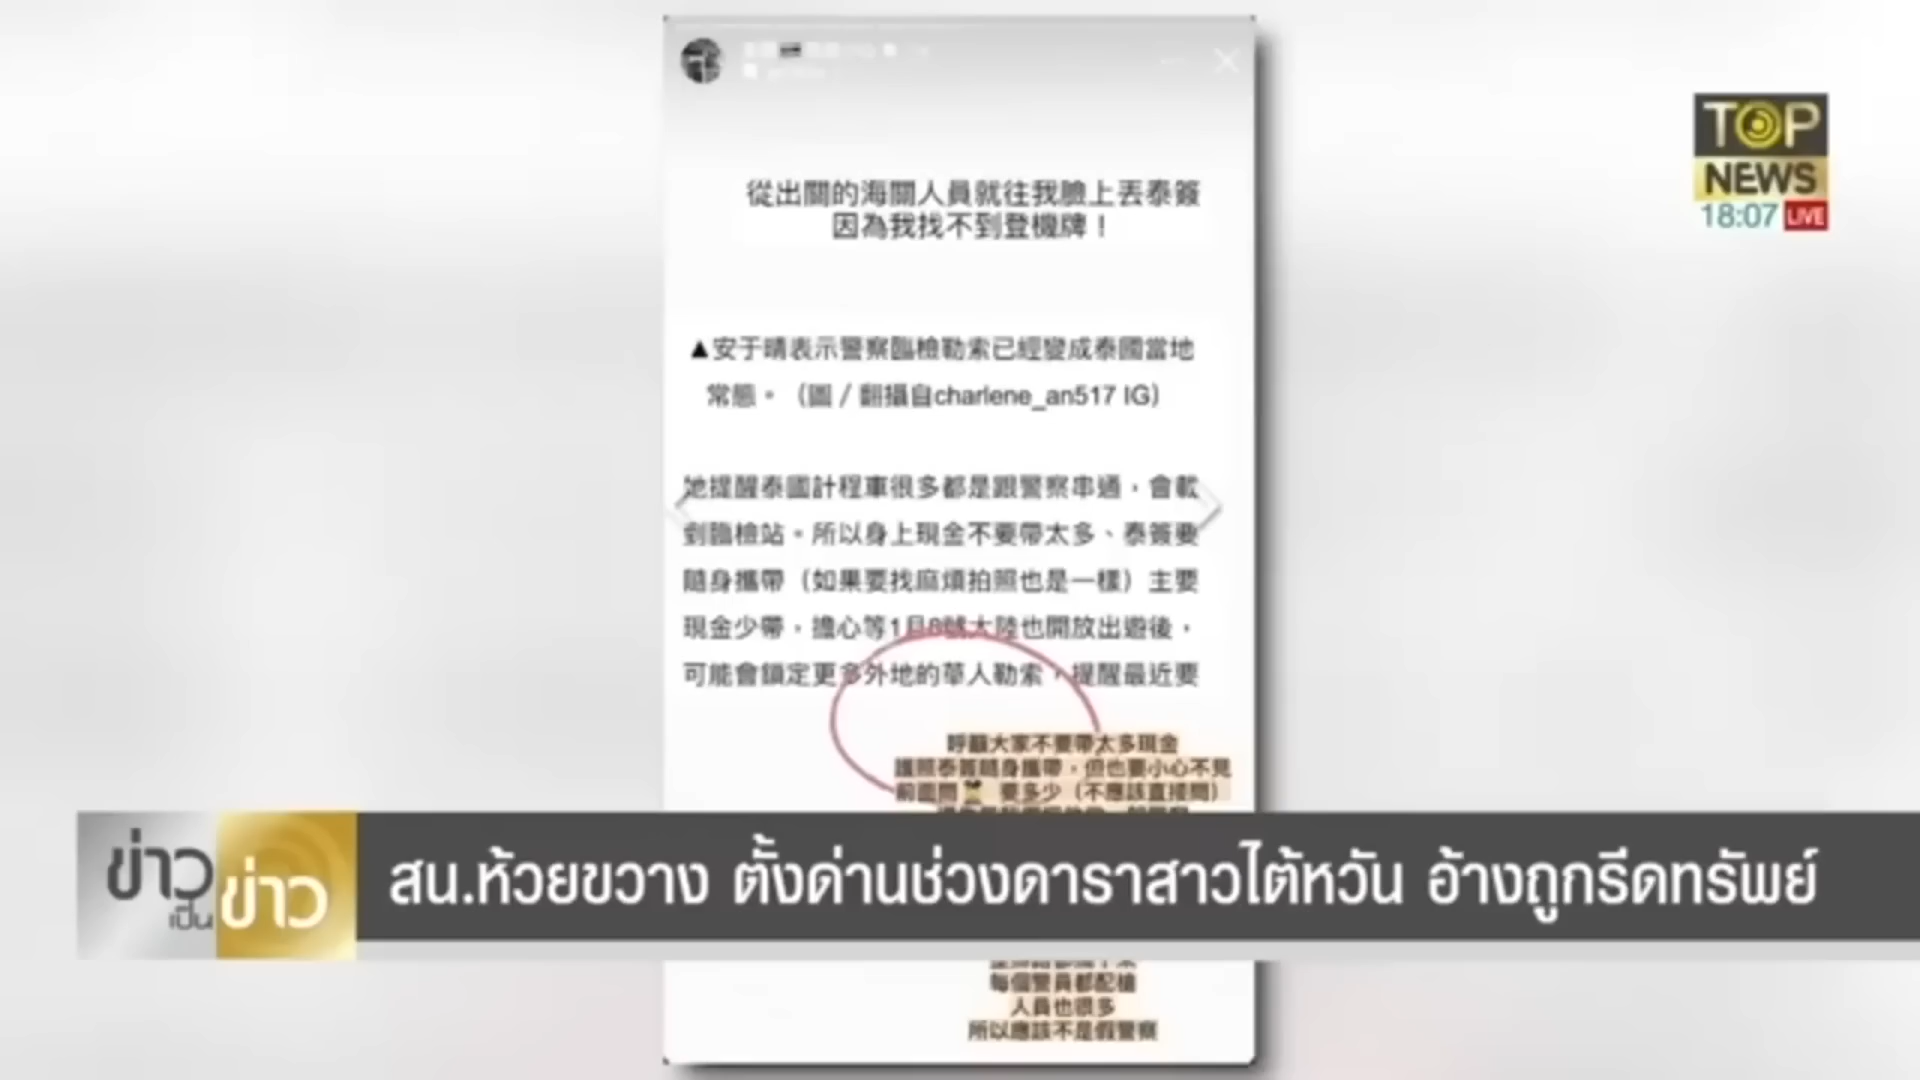 TOP
NEWS
18:07 LIVE
從出關的海關人員就往我臉上丟泰簽
因為我找不到登機牌！
▲安于晴表示警察臨檢勒索已經變成泰國當地
常態。（圖／翻攝自charlene_an517 IG）
她提醒泰國計程車很多都是跟警察串通，會載
到臨檢站。所以身上現金不要帶太多、泰簽要
隨身攜帶（如果要找麻煩拍照也是一樣）主要
現金少帶，擔心等1月8號大陸也開放出遊後，
可能會鎖定更多外地的華人勒索，提醒最近要
呼籲大家不要帶太多現金
護照泰簽隨身攜帶，但也要小心不見
前面問 要多少（不應該直接問）
ข่าวเป็นข่าว
สน.ห้วยขวาง ตั้งด่านช่วงดาราสาวไต้หวัน อ้างถูกรีดทรัพย์
每個警員都配槍
人員也很多
所以應該不是假警察